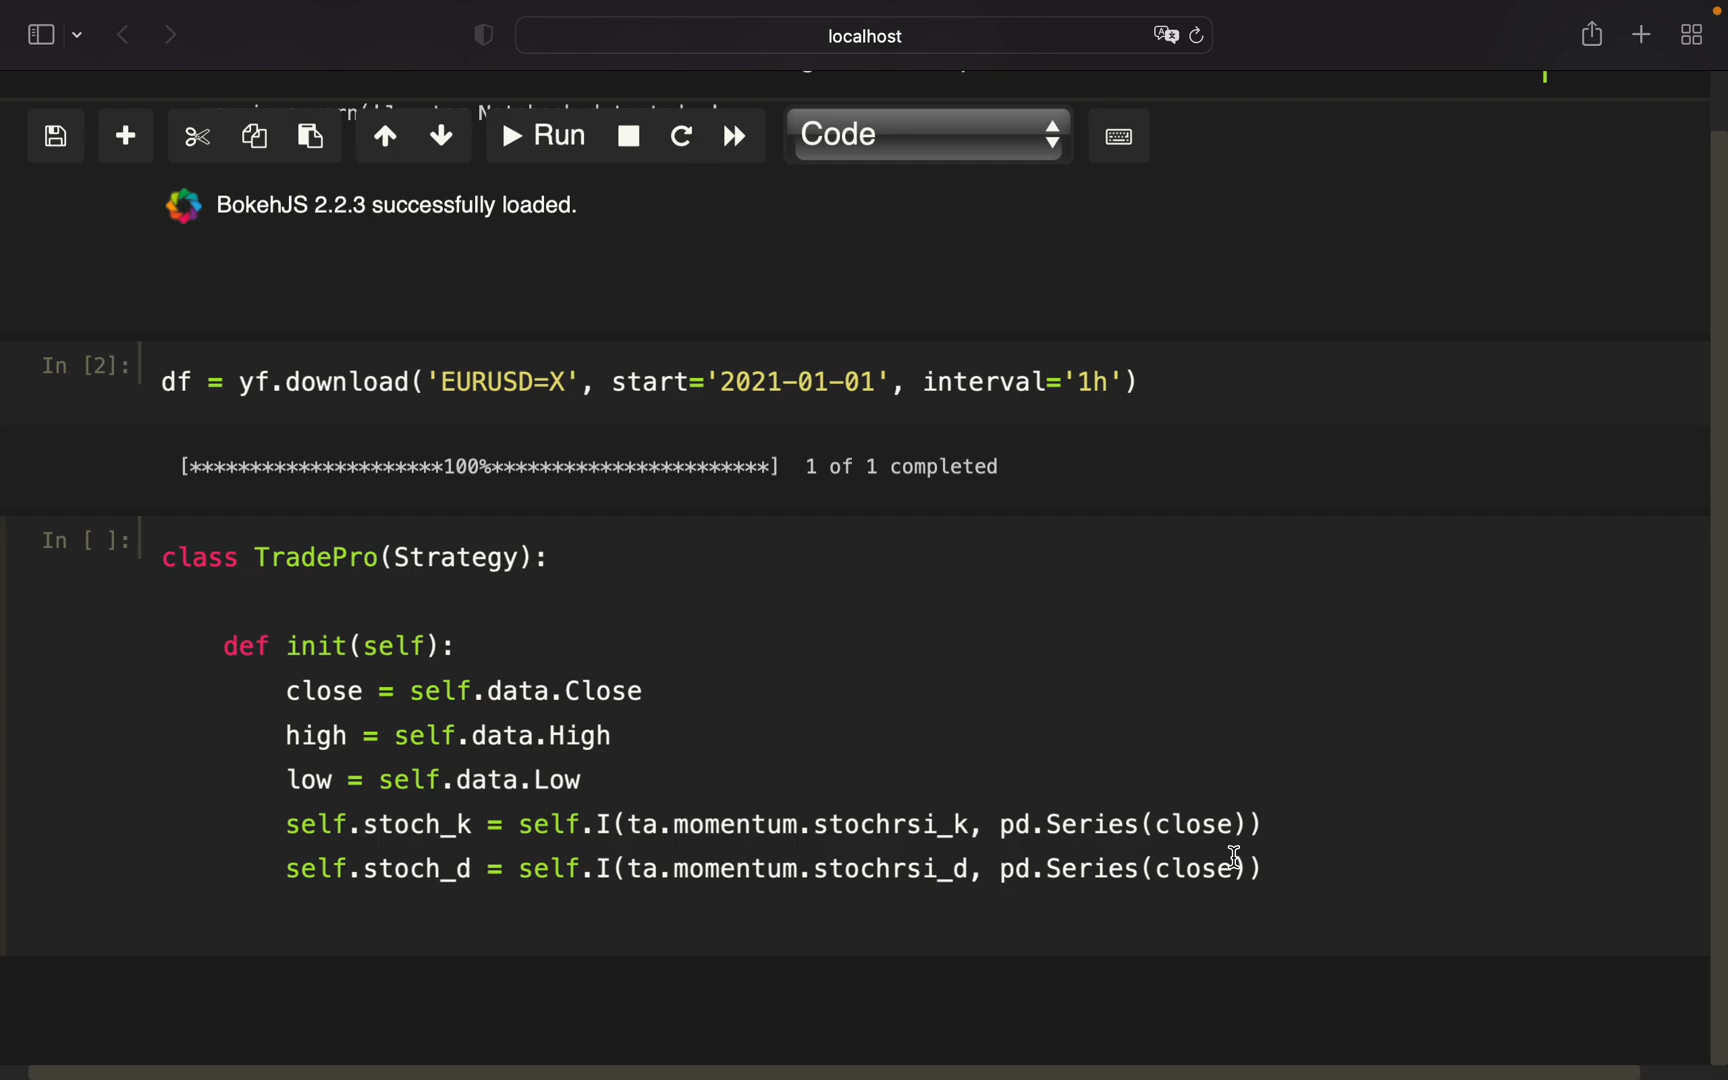 localhost
Run
Code
BokehJS 2.2.3 successfully loaded.
In [2]:
df = yf.download('EURUSD=X', start='2021-01-01', interval='1h')
[*********************100%***********************]  1 of 1 completed
In [ ]:
class TradePro(Strategy):
def init(self):
close = self.data.Close
high = self.data.High
low = self.data.Low
self.stoch_k = self.I(ta.momentum.stochrsi_k, pd.Series(close))
self.stoch_d = self.I(ta.momentum.stochrsi_d, pd.Series(close))